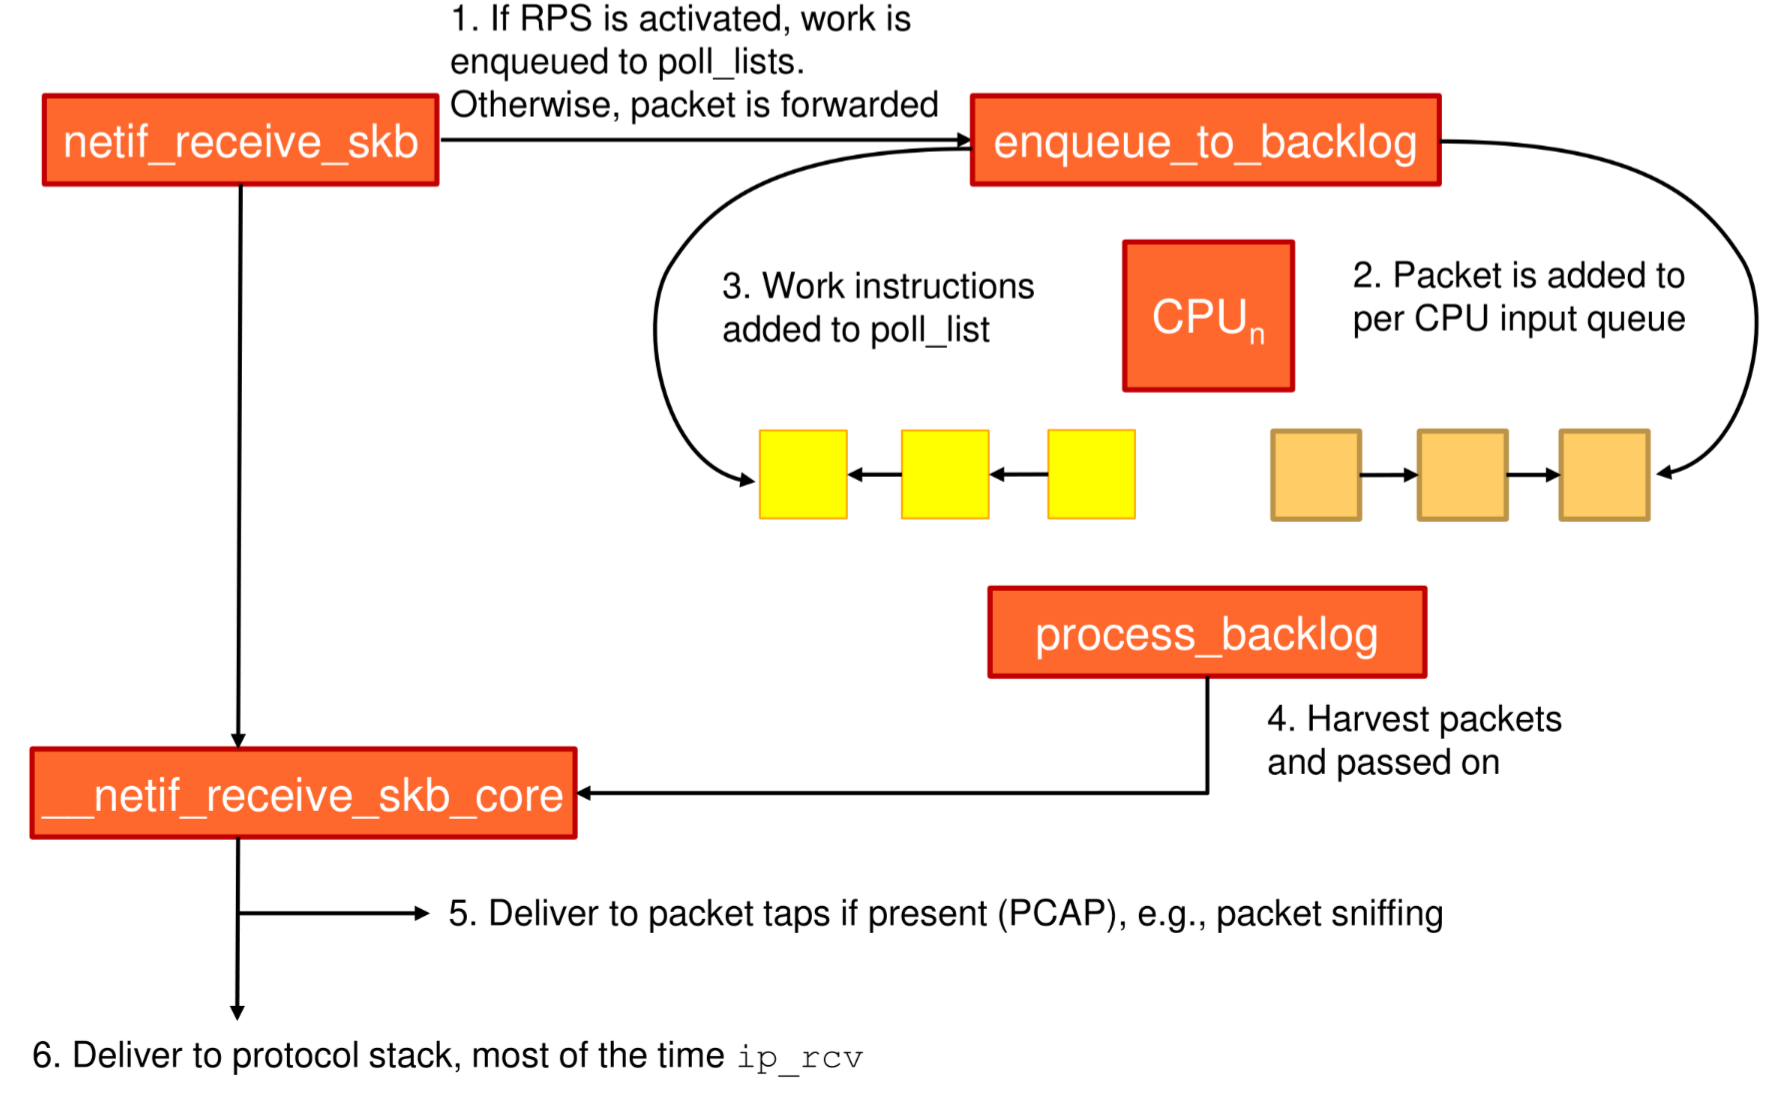 1. If RPS is activated, work is
enqueued to poll_lists.
Otherwise, packet is forwarded
netif_receive_skb
enqueue_to_backlog
3. Work instructions
added to poll_list
CPUn
2. Packet is added to
per CPU input queue
process_backlog
4. Harvest packets
and passed on
__netif_receive_skb_core
5. Deliver to packet taps if present (PCAP), e.g., packet sniffing
6. Deliver to protocol stack, most of the time ip_rcv